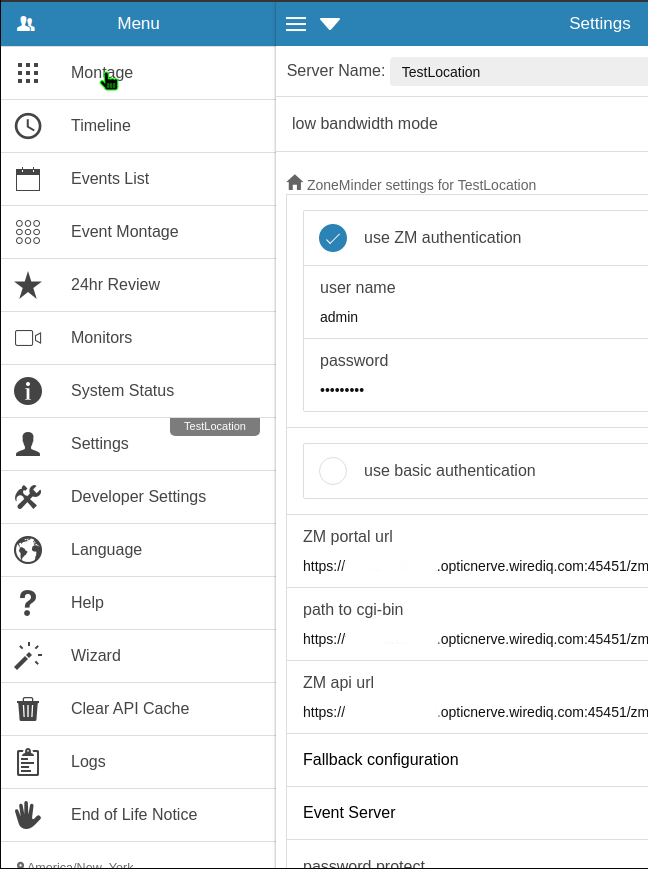 Menu
Montage
Timeline
Events List
Event Montage
24hr Review
Monitors
System Status
TestLocation
Settings
Developer Settings
Language
Help
Wizard
Clear API Cache
Logs
End of Life Notice
America/New_York
Settings
Server Name: TestLocation
low bandwidth mode
ZoneMinder settings for TestLocation
use ZM authentication
user name
admin
password
•••••••••
use basic authentication
ZM portal url
https:// .opticnerve.wirediq.com:45451/zm
path to cgi-bin
https:// .opticnerve.wirediq.com:45451/zm
ZM api url
https:// .opticnerve.wirediq.com:45451/zm
Fallback configuration
Event Server
password protect